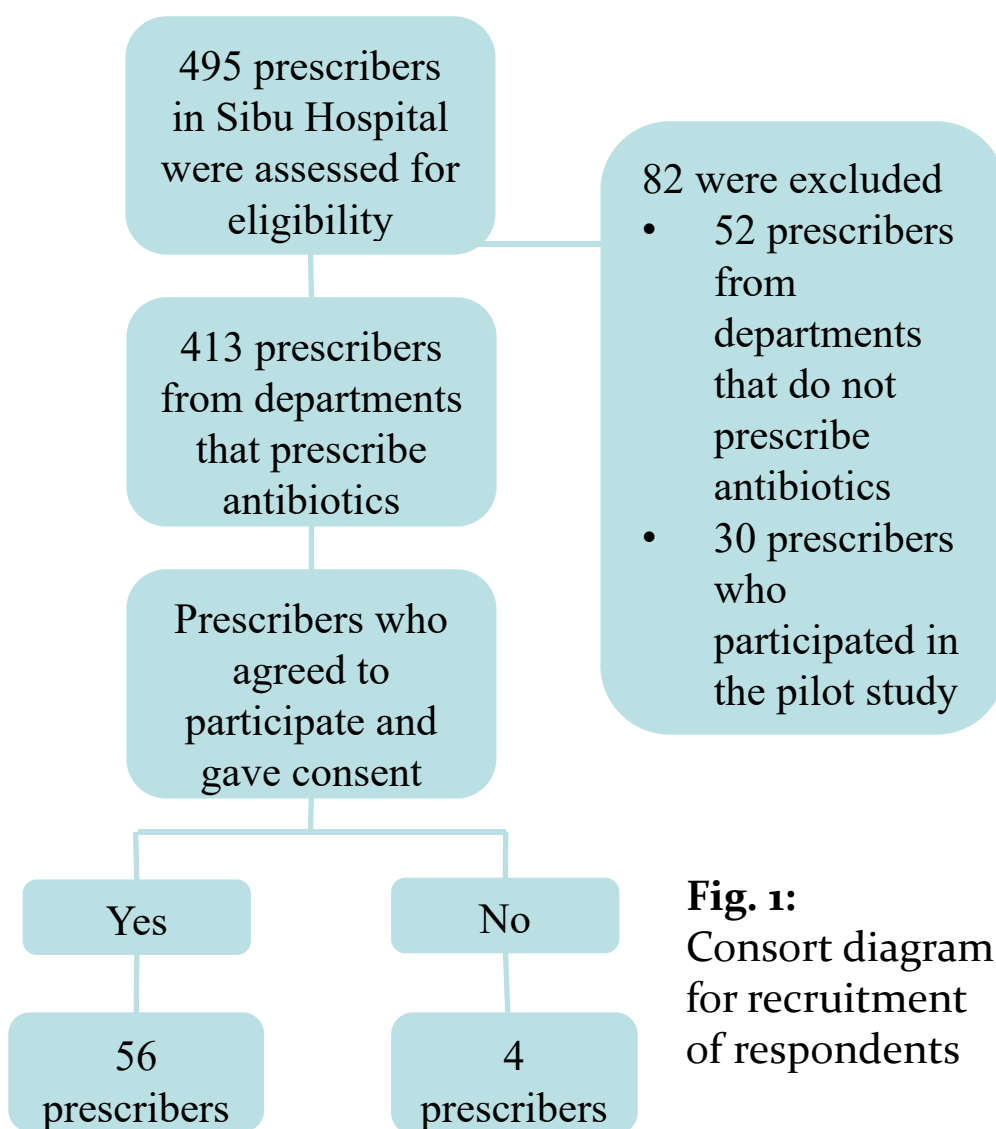 495 prescribers
in Sibu Hospital
were assessed for
eligibility
82 were excluded
• 52 prescribers
from
departments
that do not
prescribe
antibiotics
• 30 prescribers
who
participated in
the pilot study
413 prescribers
from departments
that prescribe
antibiotics
Prescribers who
agreed to
participate and
gave consent
Yes
No
56
prescribers
4
prescribers
Fig. 1:
Consort diagram
for recruitment
of respondents